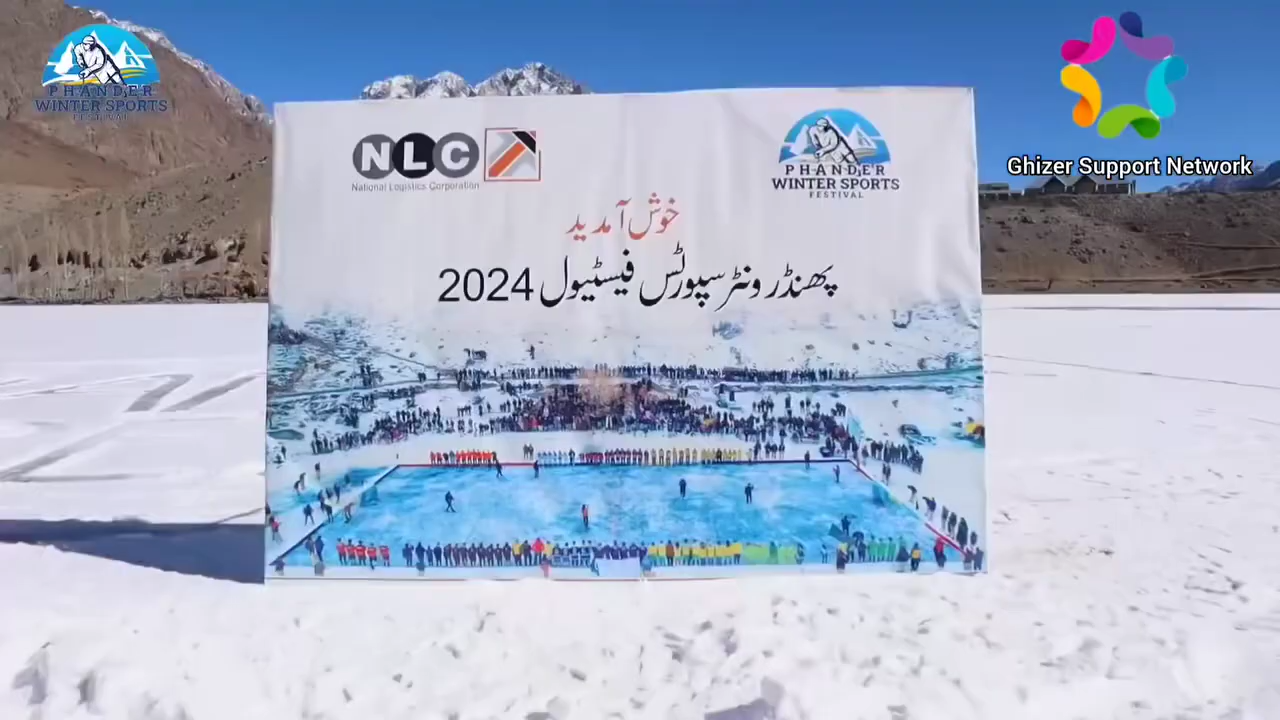 PHANDER
WINTER SPORTS
FESTIVAL
Ghizer Support Network
NLC
National Logistics Corporation
PHANDER
WINTER SPORTS
FESTIVAL
خوش آمدید
پھنڈر ونٹر سپورٹس فیسٹیول 2024